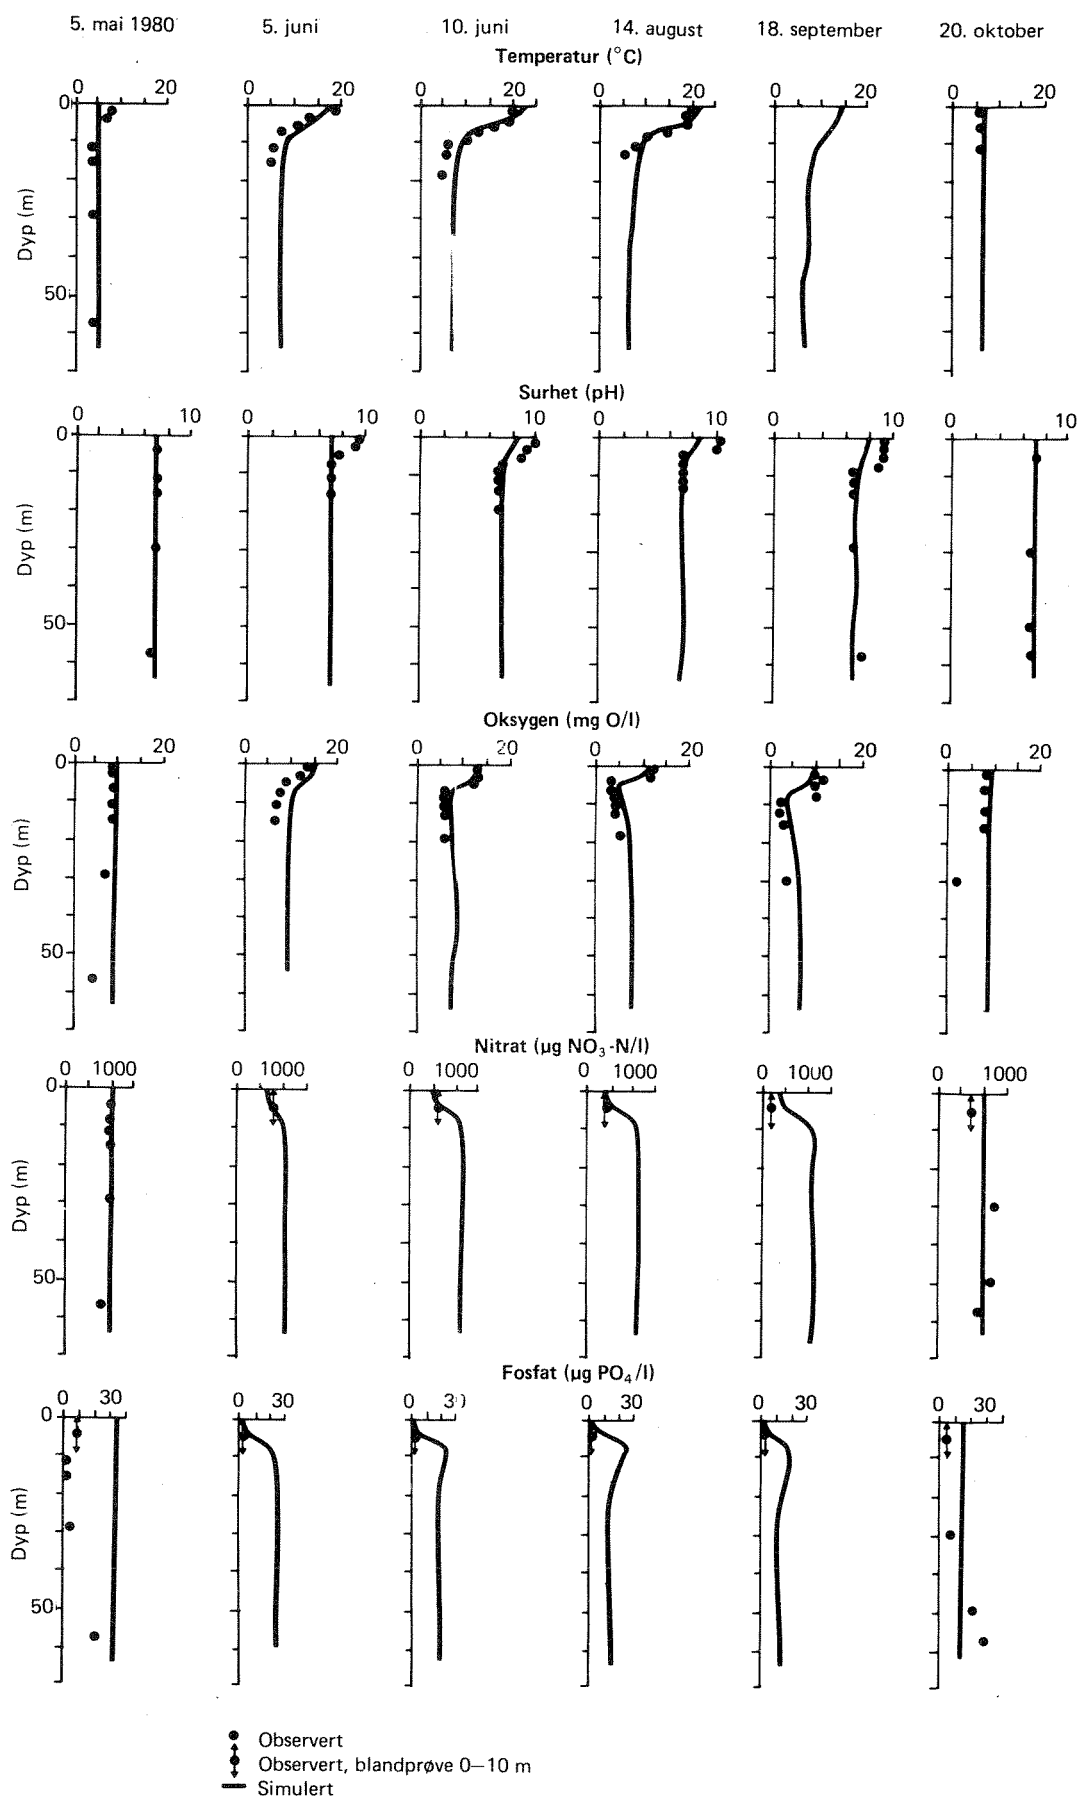 5. mai 1980 5. juni 10. juni 14. august 18. september 20. oktober
Temperatur (°C)
0 20 0 20 0 20 0 20 0 20 0 20
0
50
Dyp (m)
Surhet (pH)
0 10 0 10 0 10 0 10 0 10 0 10
0
50
Dyp (m)
Oksygen (mg O/l)
0 20 0 20 0 20 0 20 0 20 0 20
0
50
Dyp (m)
Nitrat (µg NO₃-N/l)
0 1000 0 1000 0 1000 0 1000 0 1000 0 1000
0
50
Dyp (m)
Fosfat (µg PO₄/l)
0 30 0 30 0 30 0 30 0 30 0 30
0
50
Dyp (m)
Observert
Observert, blandprøve 0–10 m
Simulert